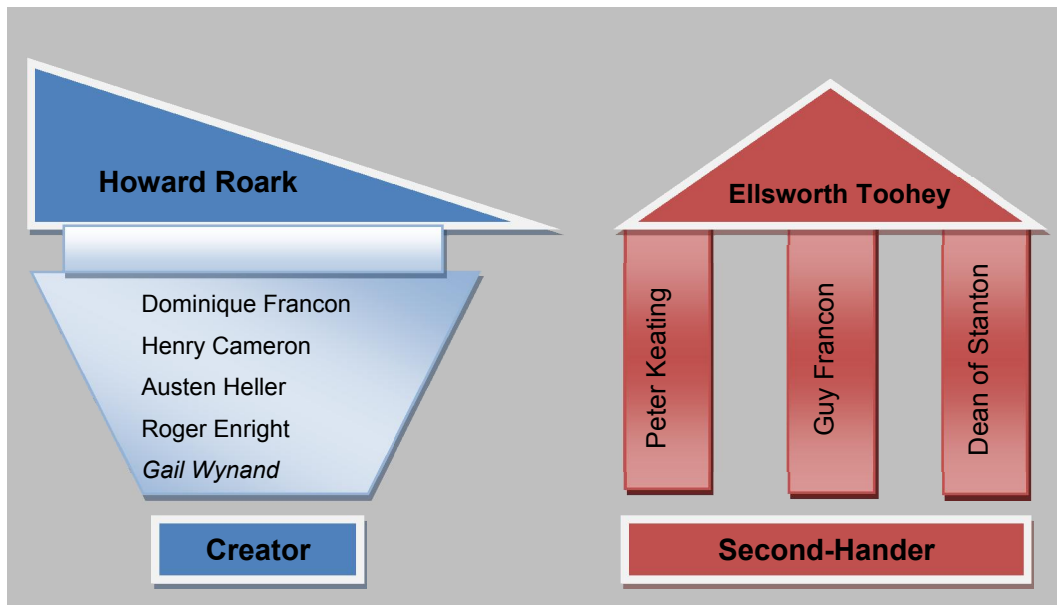 Howard Roark
Dominique Francon
Henry Cameron
Austen Heller
Roger Enright
Gail Wynand
Creator
Ellsworth Toohey
Peter Keating
Guy Francon
Dean of Stanton
Second-Hander